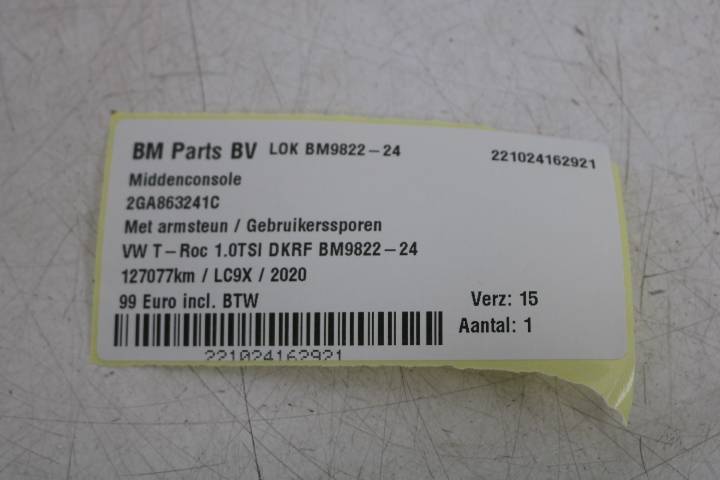 BM Parts BV LOK BM9822-24 221024162921
Middenconsole
2GA863241C
Met armsteun / Gebruikerssporen
VW T-Roc 1.0TSI DKRF BM9822-24
127077km / LC9X / 2020
99 Euro incl. BTW Verz: 15
Aantal: 1
221024162921